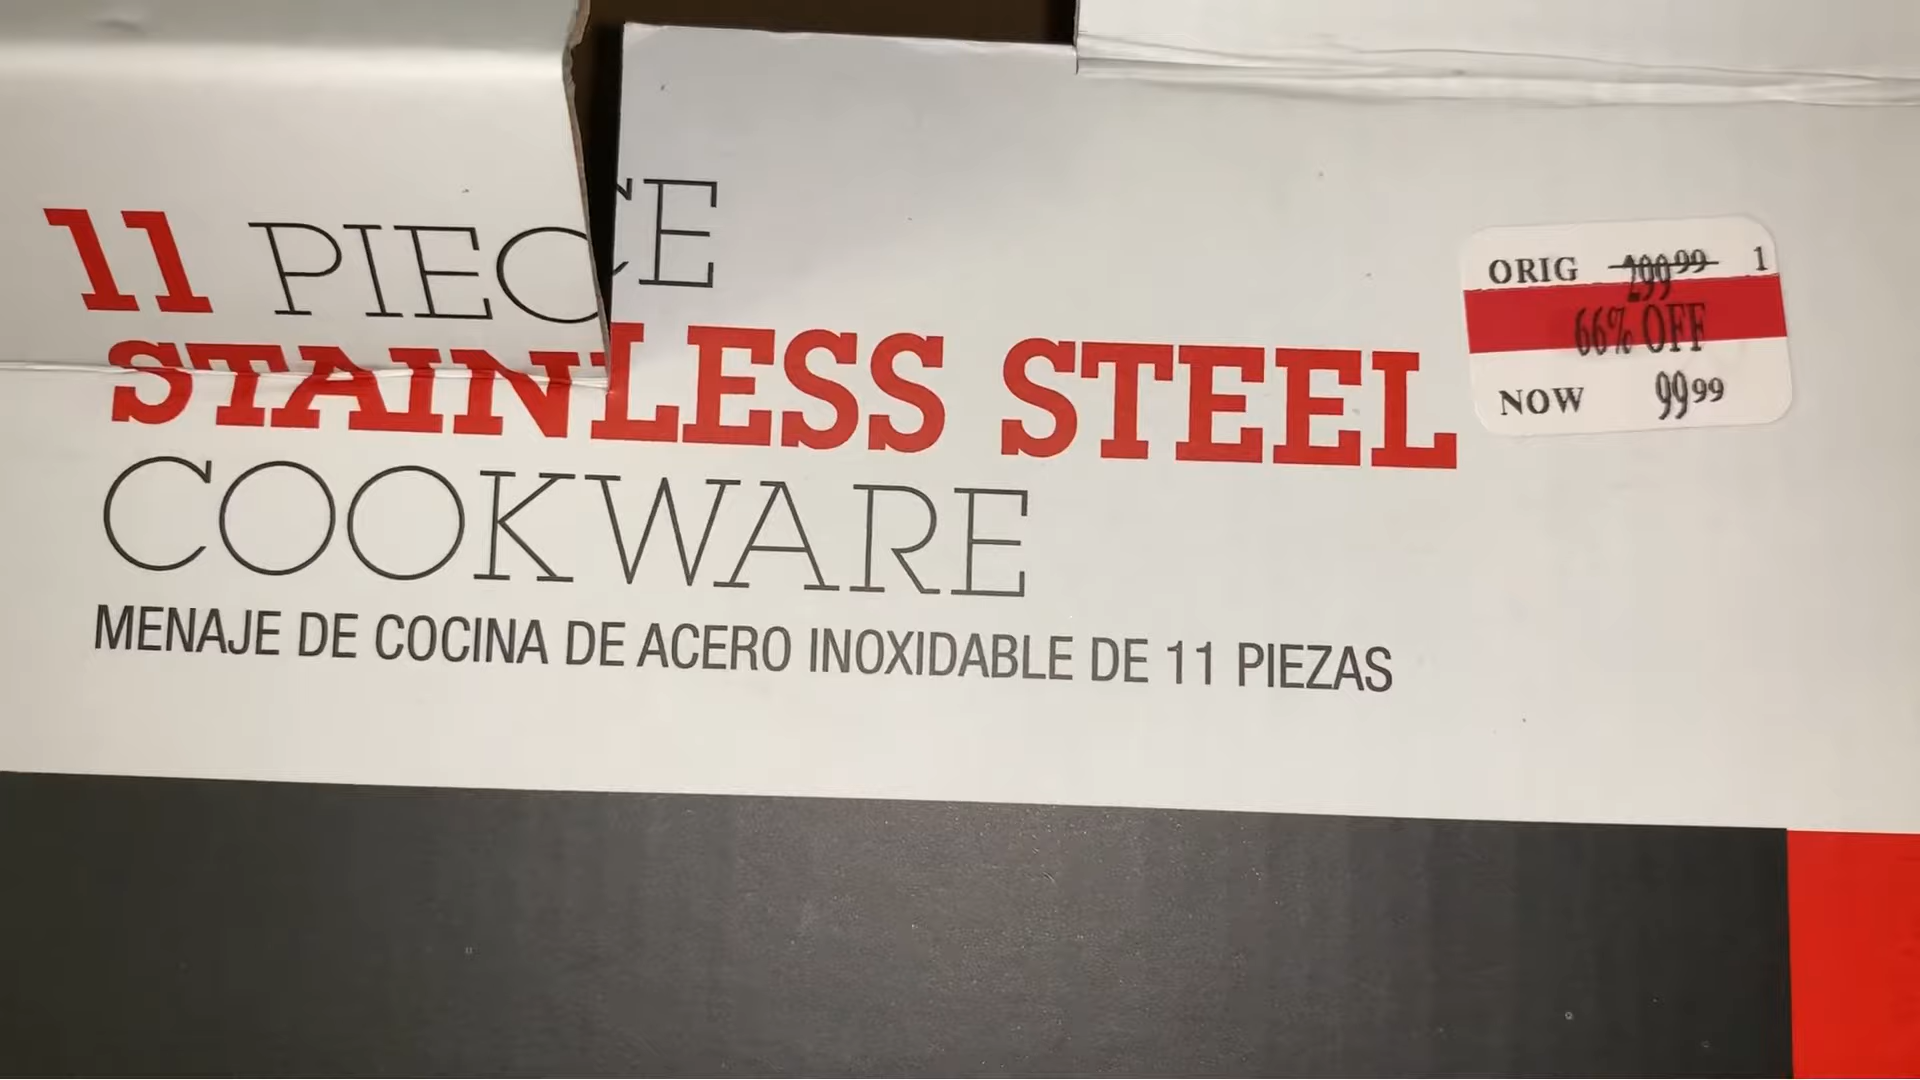 11 PIECE
STAINLESS STEEL
COOKWARE
MENAJE DE COCINA DE ACERO INOXIDABLE DE 11 PIEZAS
ORIG 299.99 1
66% OFF
NOW 99.99